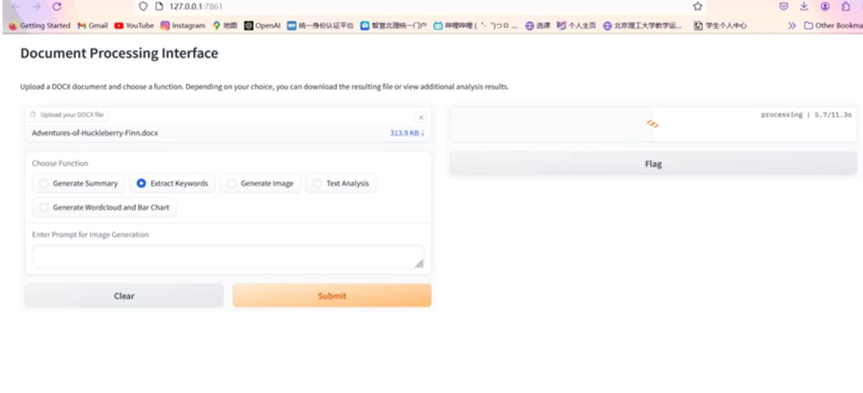 127.0.0.1:7861
Getting Started Gmail YouTube Instagram 地图 OpenAI 统一身份认证平台 智慧北理统一门户 哔哩哔哩 ( ゜- ゜)つロ ... 选课 个人主页 北京理工大学教学运... 学生个人中心 Other Bookma
Document Processing Interface
Upload a DOCX document and choose a function. Depending on your choice, you can download the resulting file or view additional analysis results.
Upload your DOCX file
Adventures-of-Huckleberry-Finn.docx 313.9 KB ↓
processing | 5.7/11.3s
Flag
Choose Function
Generate Summary Extract Keywords Generate Image Text Analysis
Generate Wordcloud and Bar Chart
Enter Prompt for Image Generation
Clear Submit